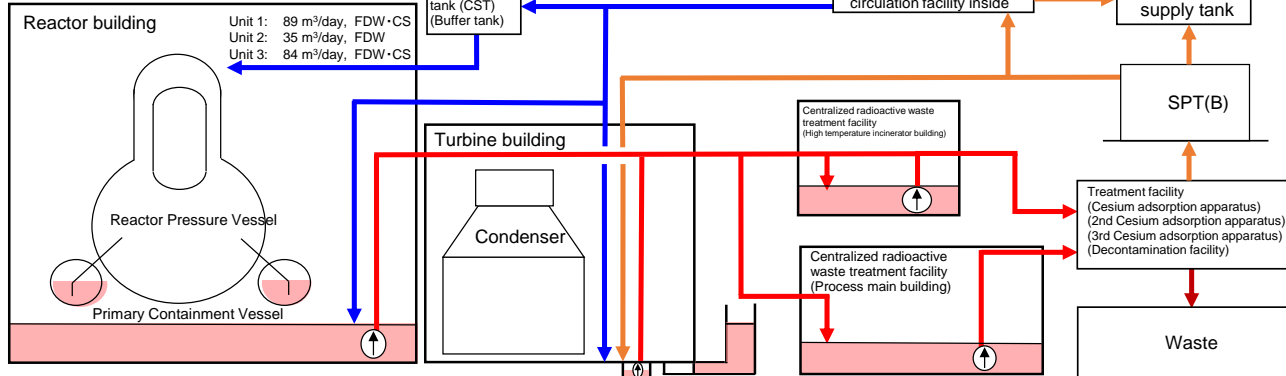 Reactor building
Unit 1: 89 m³/day, FDW・CS
Unit 2: 35 m³/day, FDW
Unit 3: 84 m³/day, FDW・CS
tank (CST)
(Buffer tank)
circulation facility inside
supply tank
SPT(B)
Turbine building
Centralized radioactive waste
treatment facility
(High temperature incinerator building)
Treatment facility
(Cesium adsorption apparatus)
(2nd Cesium adsorption apparatus)
(3rd Cesium adsorption apparatus)
(Decontamination facility)
Reactor Pressure Vessel
Condenser
Centralized radioactive
waste treatment facility
(Process main building)
Primary Containment Vessel
Waste